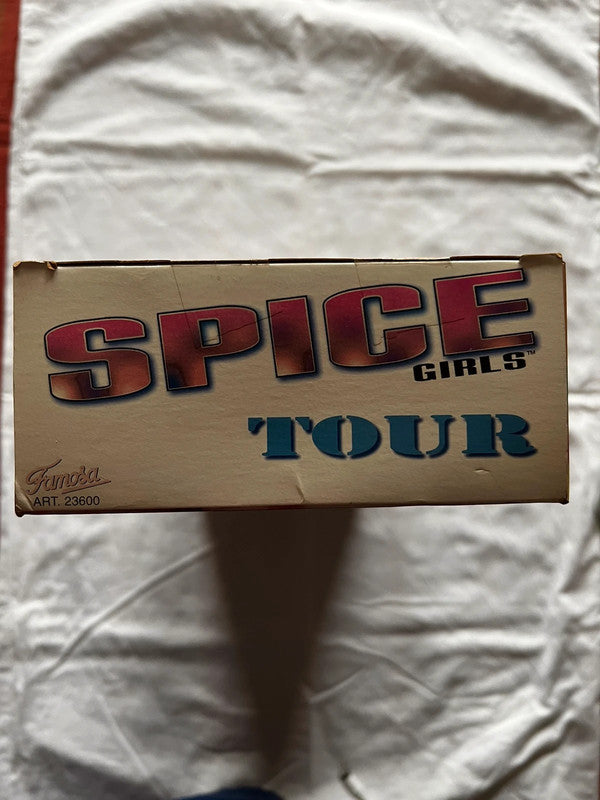 SPICE
GIRLS™
TOUR
Famosa
ART. 23600